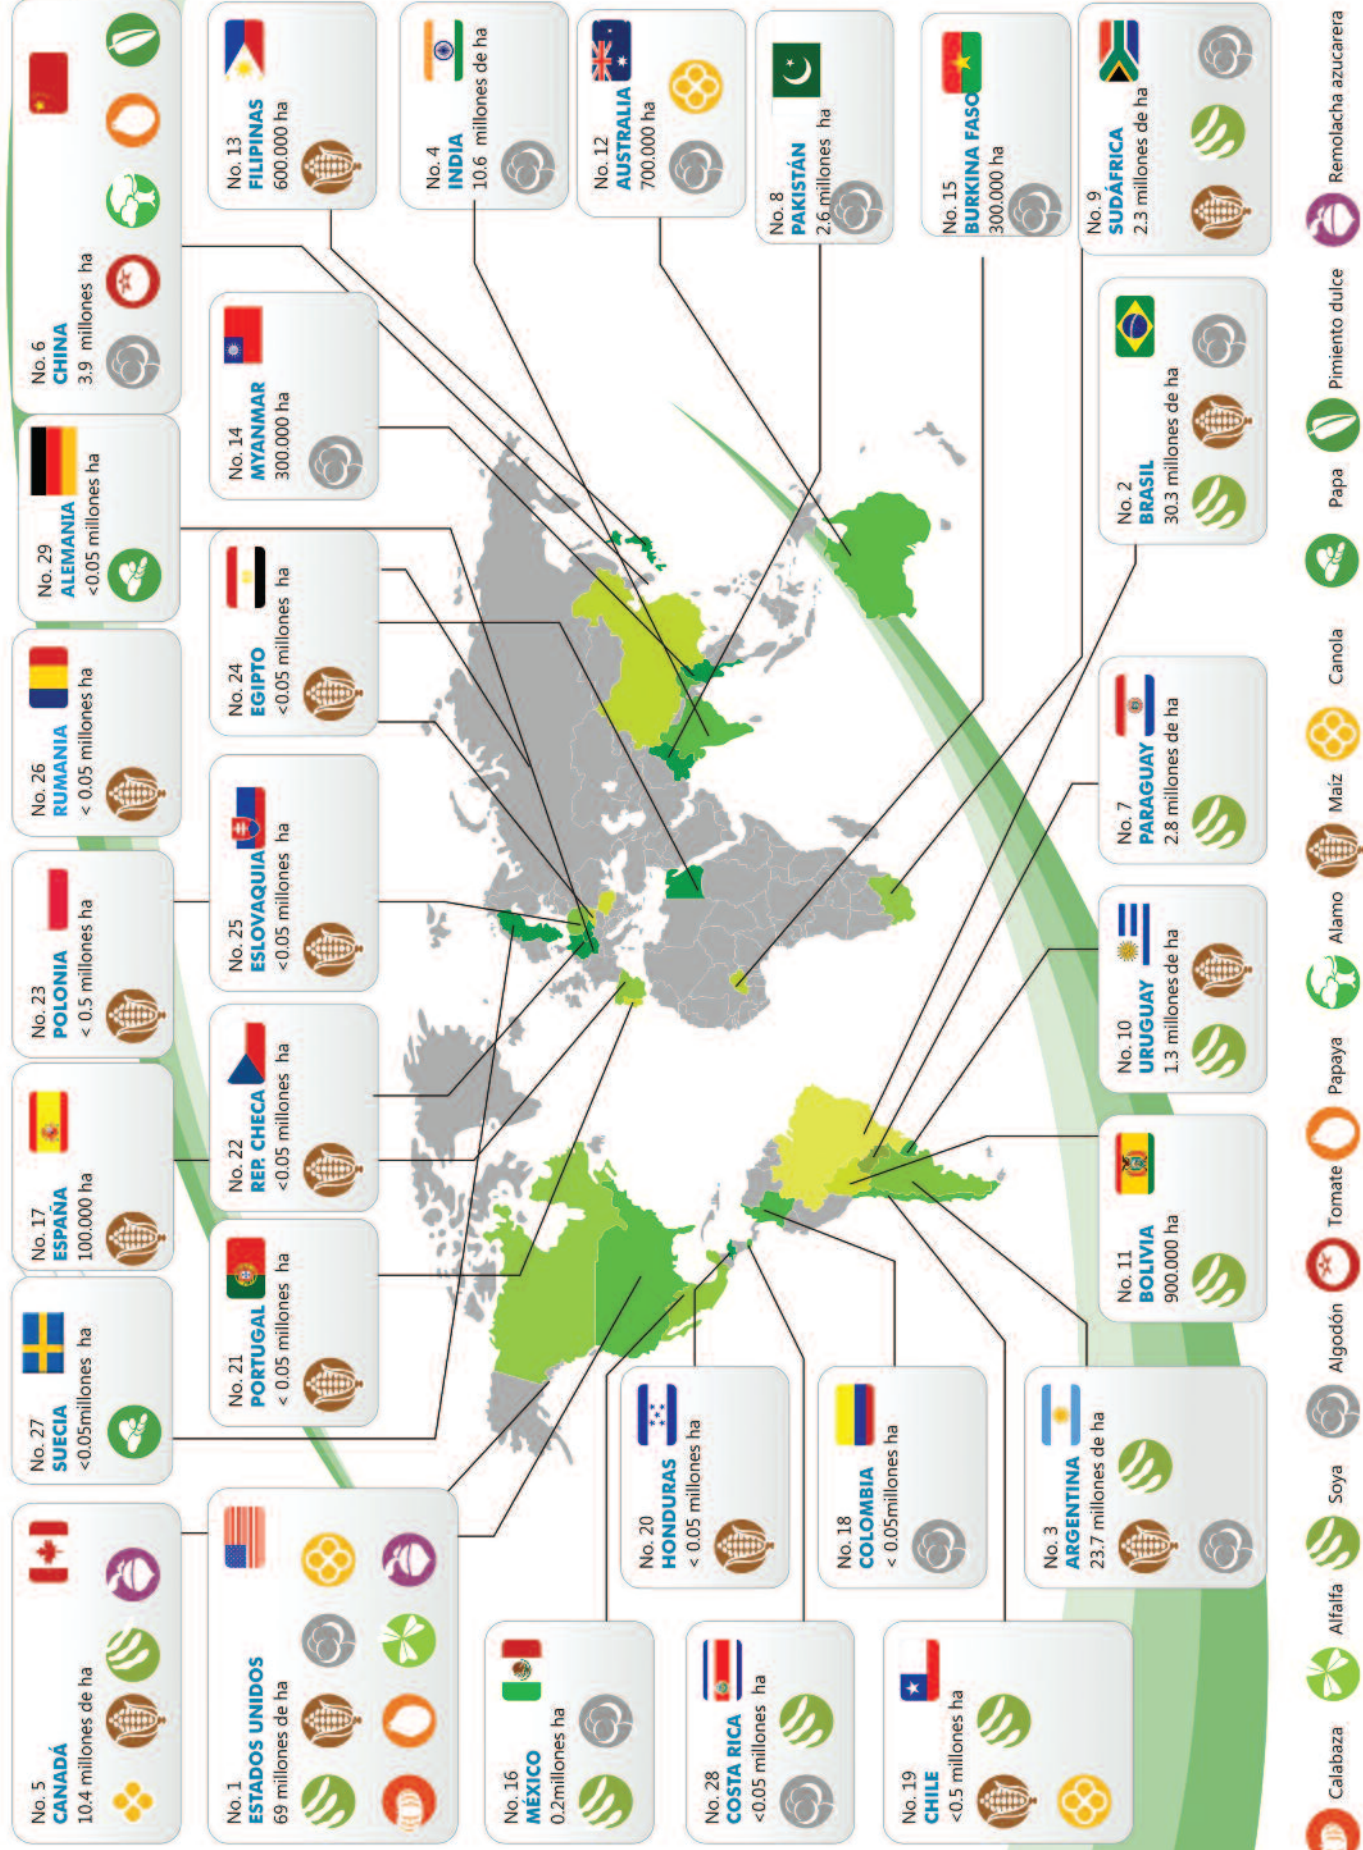 No. 5
CANADÁ
10.4 millones de ha
No. 27
SUECIA
<0.05millones ha
No. 17
ESPAÑA
100.000 ha
No. 23
POLONIA
< 0.5 millones ha
No. 26
RUMANIA
< 0.05 millones ha
No. 29
ALEMANIA
<0.05 millones ha
No. 6
CHINA
3.9 millones ha
No.1
ESTADOS UNIDOS
69 millones de ha
No. 21
PORTUGAL
< 0.05 millones ha
No. 22
REP. CHECA
<0.05 millones ha
No. 25
ESLOVAQUIA
<0.05 millones ha
No. 24
EGIPTO
<0.05 millones ha
No. 14
MYANMAR
300.000 ha
No. 13
FILIPINAS
600.000 ha
No. 4
INDIA
10.6 millones de ha
No. 12
AUSTRALIA
700.000 ha
No. 8
PAKISTÁN
2.6 millones ha
No. 15
BURKINA FASO
300.000 ha
No. 9
SUDÁFRICA
2.3 millones de ha
No. 16
MÉXICO
0.2millones ha
No. 28
COSTA RICA
<0.05 millones ha
No. 19
CHILE
<0.5 millones ha
No. 20
HONDURAS
< 0.05 millones ha
No. 18
COLOMBIA
< 0.05millones ha
No. 3
ARGENTINA
23.7 millones de ha
No. 11
BOLIVIA
900.000 ha
No. 10
URUGUAY
1.3 millones de ha
No. 7
PARAGUAY
2.8 millones de ha
No. 2
BRASIL
30.3 millones de ha
Calabaza Alfalfa Soya Algodón Tomate Papaya Alamo Maiz Canola Papa Pimiento dulce Remolacha azucarera